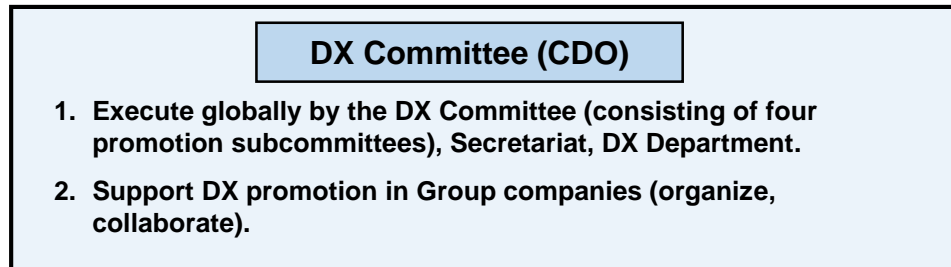 DX Committee (CDO)
1. Execute globally by the DX Committee (consisting of four
promotion subcommittees), Secretariat, DX Department.
2. Support DX promotion in Group companies (organize,
collaborate).